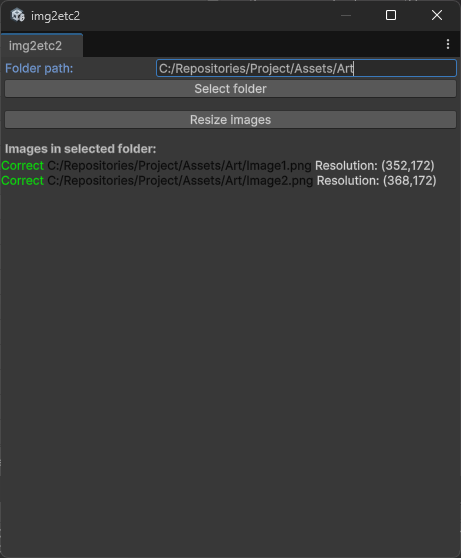 img2etc2
img2etc2
Folder path: C:/Repositories/Project/Assets/Art
Select folder
Resize images
Images in selected folder:
Correct C:/Repositories/Project/Assets/Art/Image1.png Resolution: (352,172)
Correct C:/Repositories/Project/Assets/Art/Image2.png Resolution: (368,172)